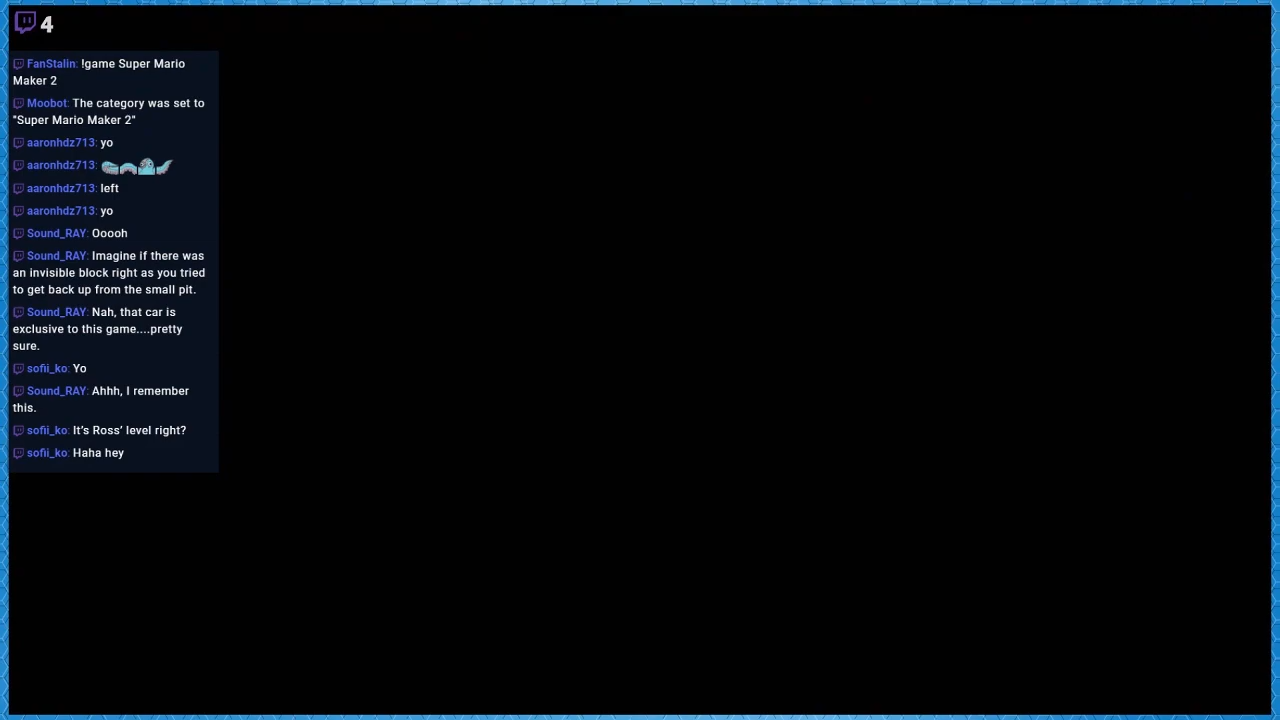 4
FanStalin: !game Super Mario
Maker 2
Moobot: The category was set to
"Super Mario Maker 2"
aaronhdz713: yo
aaronhdz713:
aaronhdz713: left
aaronhdz713: yo
Sound_RAY: Ooooh
Sound_RAY: Imagine if there was
an invisible block right as you tried
to get back up from the small pit.
Sound_RAY: Nah, that car is
exclusive to this game....pretty
sure.
sofii_ko: Yo
Sound_RAY: Ahhh, I remember
this.
sofii_ko: It’s Ross’ level right?
sofii_ko: Haha hey